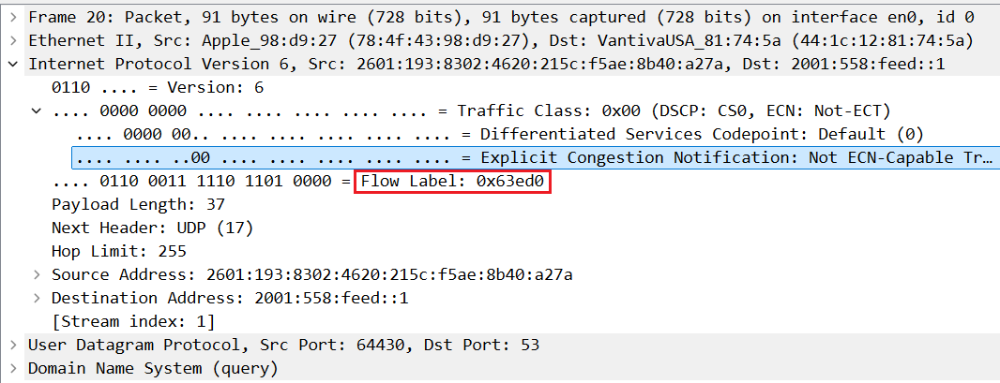 Frame 20: Packet, 91 bytes on wire (728 bits), 91 bytes captured (728 bits) on interface en0, id 0
Ethernet II, Src: Apple_98:d9:27 (78:4f:43:98:d9:27), Dst: VantivaUSA_81:74:5a (44:1c:12:81:74:5a)
Internet Protocol Version 6, Src: 2601:193:8302:4620:215c:f5ae:8b40:a27a, Dst: 2001:558:feed::1
0110 .... = Version: 6
.... 0000 0000 .... .... .... .... .... = Traffic Class: 0x00 (DSCP: CS0, ECN: Not-ECT)
.... 0000 00.. .... .... .... .... .... = Differentiated Services Codepoint: Default (0)
.... .... ..00 .... .... .... .... .... = Explicit Congestion Notification: Not ECN-Capable Tr…
.... 0110 0011 1110 1101 0000 = Flow Label: 0x63ed0
Payload Length: 37
Next Header: UDP (17)
Hop Limit: 255
Source Address: 2601:193:8302:4620:215c:f5ae:8b40:a27a
Destination Address: 2001:558:feed::1
[Stream index: 1]
User Datagram Protocol, Src Port: 64430, Dst Port: 53
Domain Name System (query)